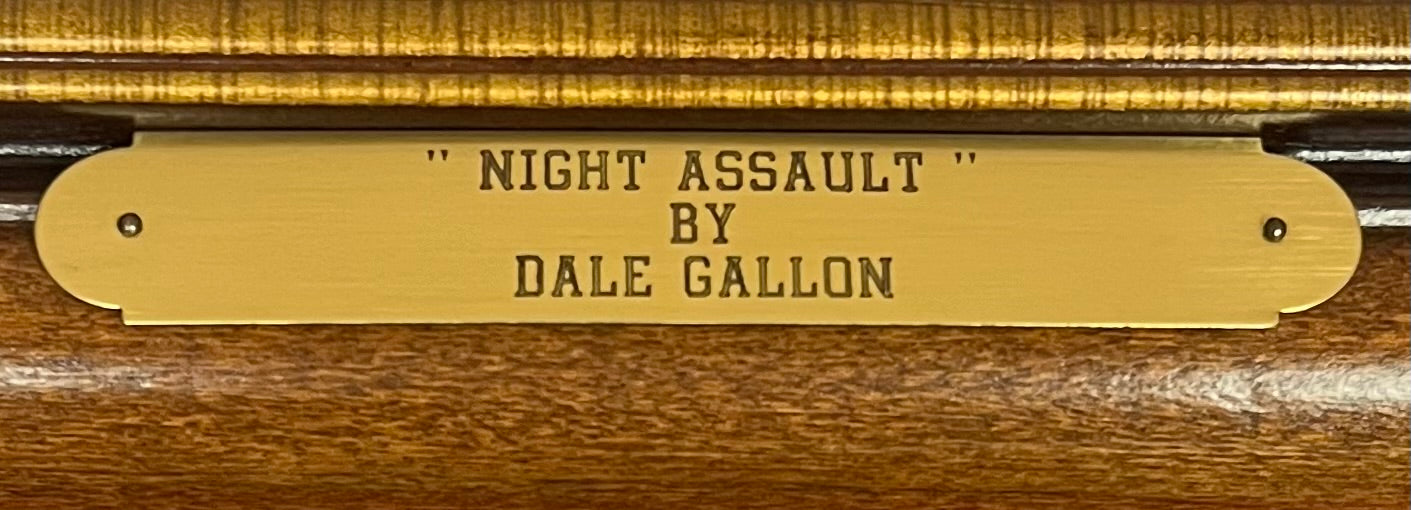 " NIGHT ASSAULT "
BY
DALE GALLON